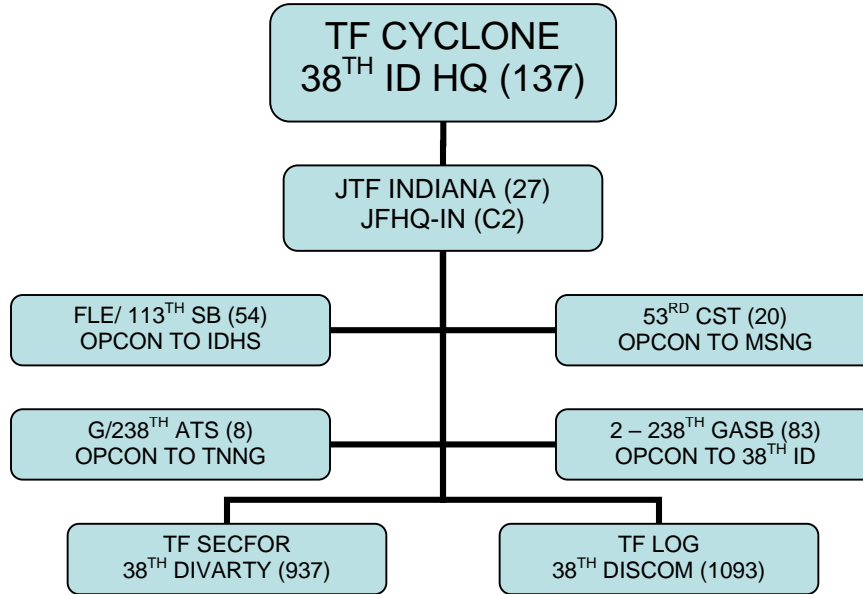 TF CYCLONE
38TH ID HQ (137)
JTF INDIANA (27)
JFHQ-IN (C2)
FLE/ 113TH SB (54)
OPCON TO IDHS
53RD CST (20)
OPCON TO MSNG
G/238TH ATS (8)
OPCON TO TNNG
2 – 238TH GASB (83)
OPCON TO 38TH ID
TF SECFOR
38TH DIVARTY (937)
TF LOG
38TH DISCOM (1093)